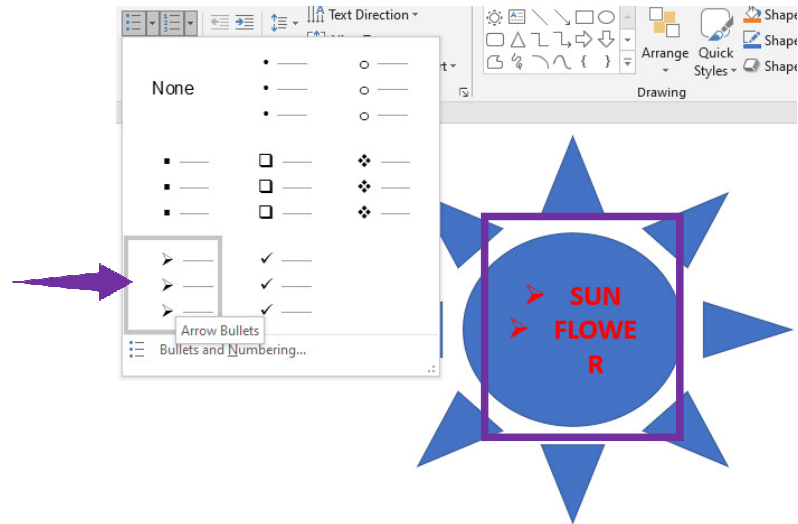 Text Direction
Shape
Shape
Arrange
Quick
Styles
Shape
Drawing
None
Arrow Bullets
Bullets and Numbering...
SUN
FLOWE
R